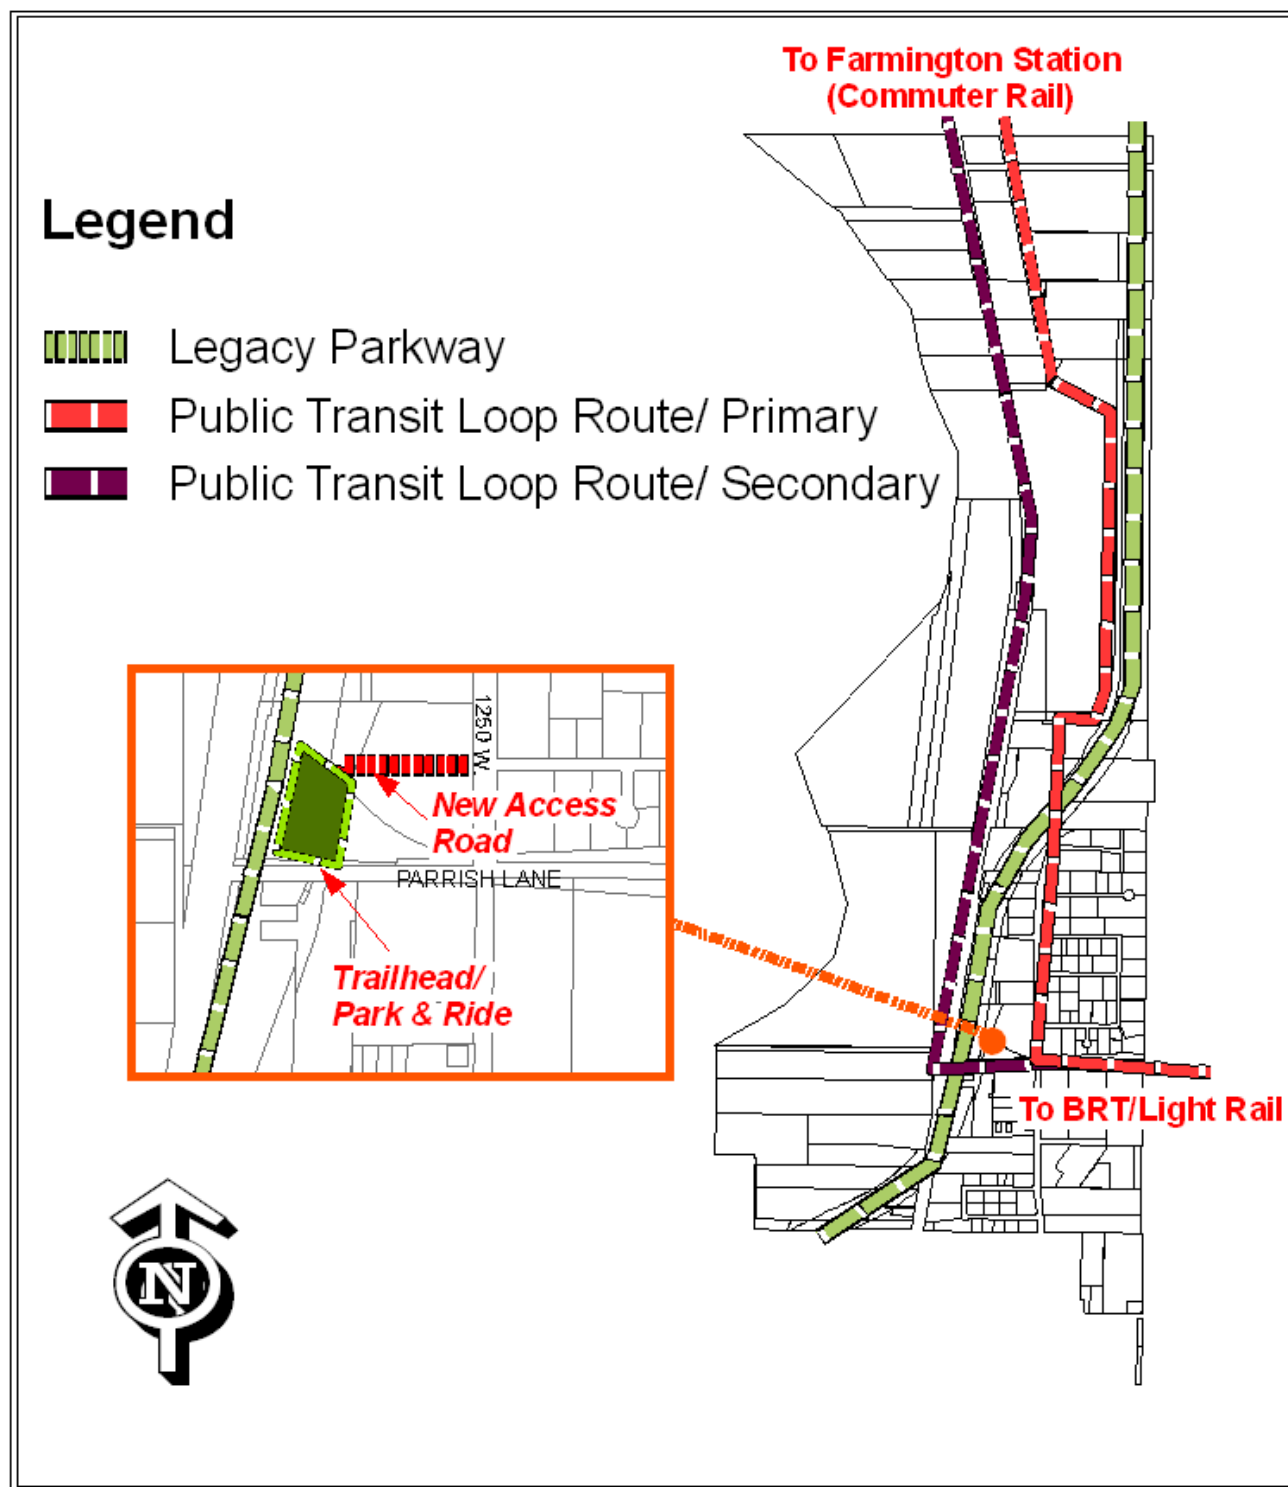 To Farmington Station
(Commuter Rail)
Legend
Legacy Parkway
Public Transit Loop Route/ Primary
Public Transit Loop Route/ Secondary
1250 W.
New Access
Road
PARRISH LANE
Trailhead/
Park & Ride
To BRT/Light Rail
N